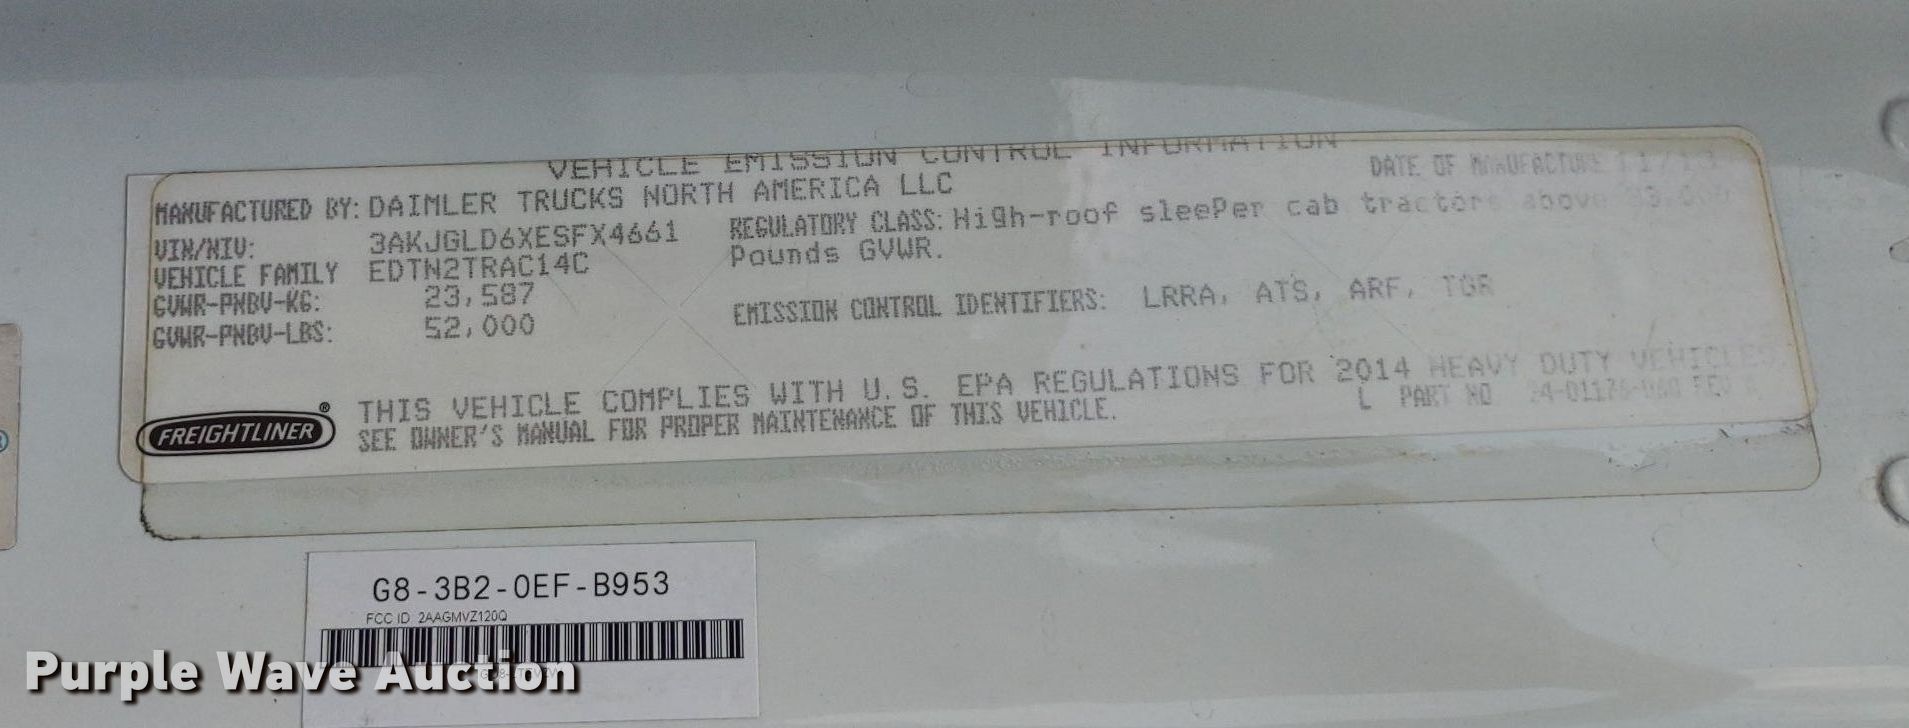 VEHICLE EMISSION CONTROL INFORMATION
DATE OF MANUFACTURE 11/13
MANUFACTURED BY: DAIMLER TRUCKS NORTH AMERICA LLC
VIN/NIV: 3AKJGLD6XESFX4661
REGULATORY CLASS: High-roof sleeper cab tractors above 33,000
Pounds GVWR.
VEHICLE FAMILY EDTN2TRAC14C
GVWR-PNBV-KG: 23,587
GVWR-PNBV-LBS: 52,000
EMISSION CONTROL IDENTIFIERS: LRRA, ATS, ARF, TGR
THIS VEHICLE COMPLIES WITH U.S. EPA REGULATIONS FOR 2014 HEAVY DUTY VEHICLES
SEE OWNER'S MANUAL FOR PROPER MAINTENANCE OF THIS VEHICLE.
L PART NO
FREIGHTLINER®
G8-3B2-0EF-B953
FCC ID 2AAGMVZ120Q
Purple Wave Auction